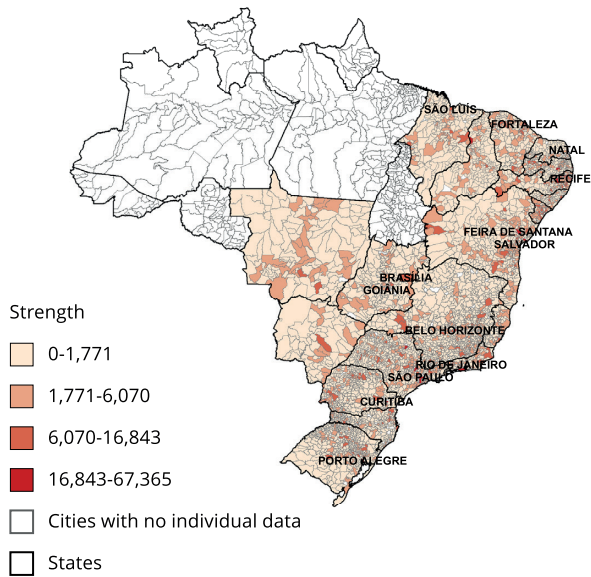 SÃO LUÍS
FORTALEZA
NATAL
RECIFE
FEIRA DE SANTANA
SALVADOR
BRASÍLIA
GOIÂNIA
BELO HORIZONTE
RIO DE JANEIRO
SÃO PAULO
CURITIBA
PORTO ALEGRE
Strength
0-1,771
1,771-6,070
6,070-16,843
16,843-67,365
Cities with no individual data
States